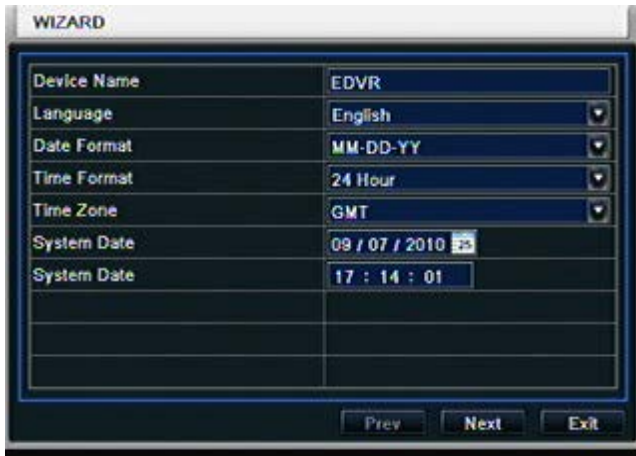 WIZARD
Device Name EDVR
Language English
Date Format MM-DD-YY
Time Format 24 Hour
Time Zone GMT
System Date 09 / 07 / 2010 25
System Date 17 : 14 : 01
Prev Next Exit